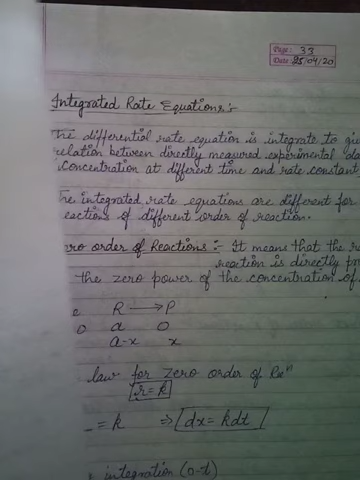 Page: 33
Date: 25/04/20
Integrated Rate Equations:-
The differential rate equation is integrate to
relation between directly measured experimental
Concentration at different time and rate constant
The integrated rate equations are different for
reactions of different order of reaction.
order of Reactions:- It means that the
reaction is directly
the zero power of the concentration of
R → P
0 a 0
a-x x
law for zero order of Rxn
r = k
= k ⇒ dx = kdt
integration (0-t)